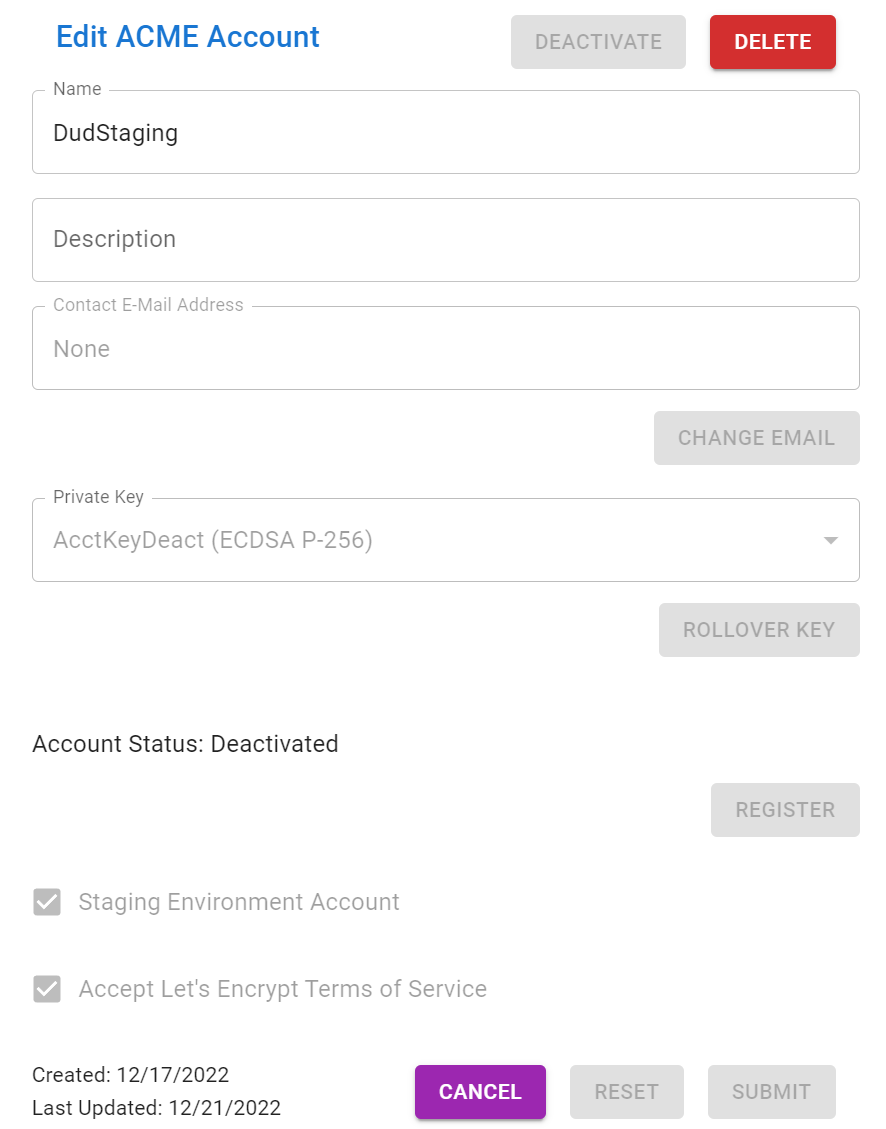 Edit ACME Account
DEACTIVATE
DELETE
Name
DudStaging
Description
Contact E-Mail Address
None
CHANGE EMAIL
Private Key
AcctKeyDeact (ECDSA P-256)
ROLLOVER KEY
Account Status: Deactivated
REGISTER
Staging Environment Account
Accept Let's Encrypt Terms of Service
Created: 12/17/2022
Last Updated: 12/21/2022
CANCEL
RESET
SUBMIT